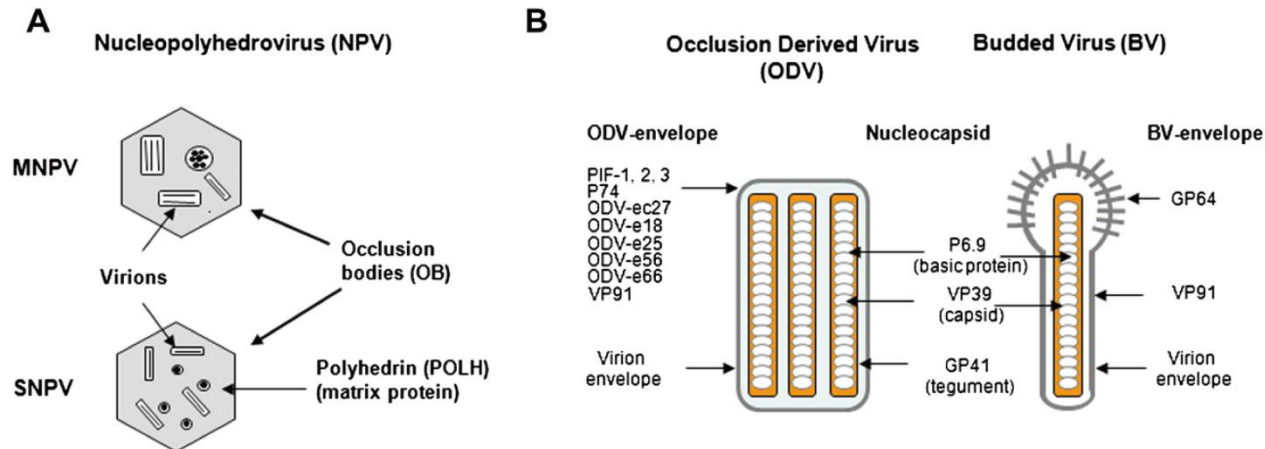 A
Nucleopolyhedrovirus (NPV)
MNPV
Virions
Occlusion
bodies (OB)
SNPV
Polyhedrin (POLH)
(matrix protein)
B
Occlusion Derived Virus
(ODV)
Budded Virus (BV)
ODV-envelope
Nucleocapsid
BV-envelope
PIF-1, 2, 3
P74
ODV-ec27
ODV-e18
ODV-e25
ODV-e56
ODV-e66
VP91
Virion
envelope
P6.9
(basic protein)
VP39
(capsid)
GP41
(tegument)
GP64
VP91
Virion
envelope